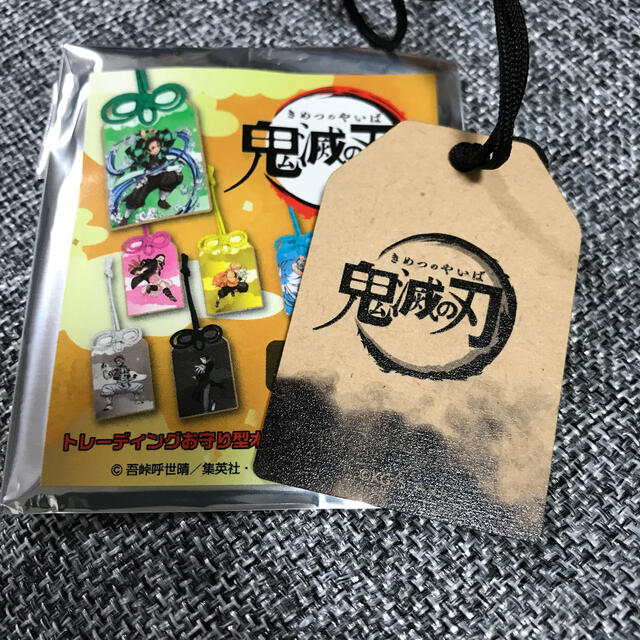 きめつのやいば
鬼滅の刃
トレーディングお守り型
© 吾峠呼世晴／集英社・
きめつのやいば
鬼滅の刃